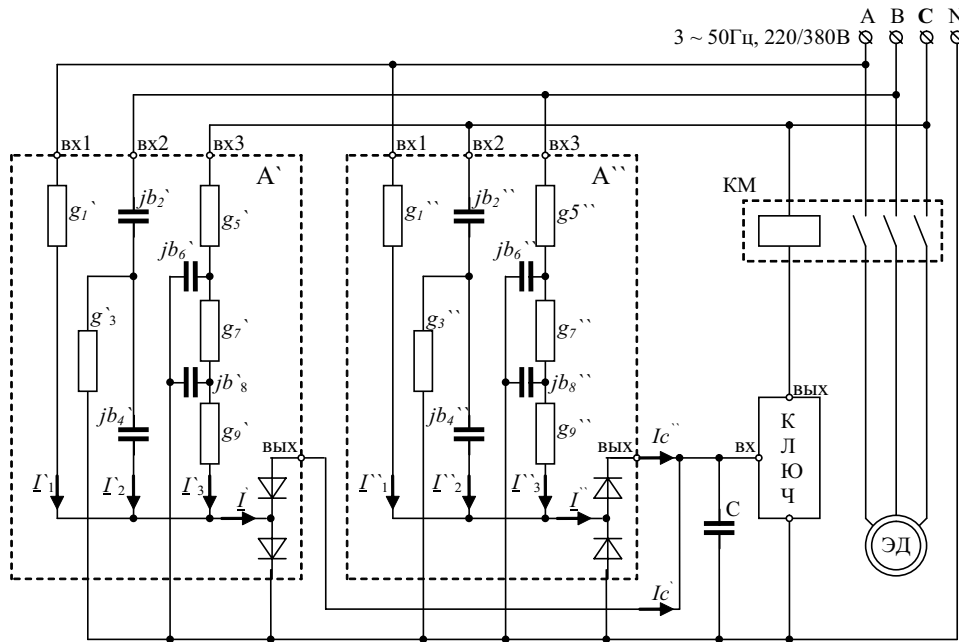 A B C N
3 ~ 50Гц, 220/380В
вх1 вх2 вх3 вх1 вх2 вх3
A` A`` КМ
g1` jb2` g5` g1`` jb2`` g5``
jb6` jb6``
g`3 g7` g3`` g7``
jb`8 jb8`` вых
jb4` g9` jb4`` g9`` К
Л
Ю
Ч
вых вых Ic`` вх
I`1 I`2 I`3 I` I``1 I``2 I``3 I`` C
ЭД
Ic`